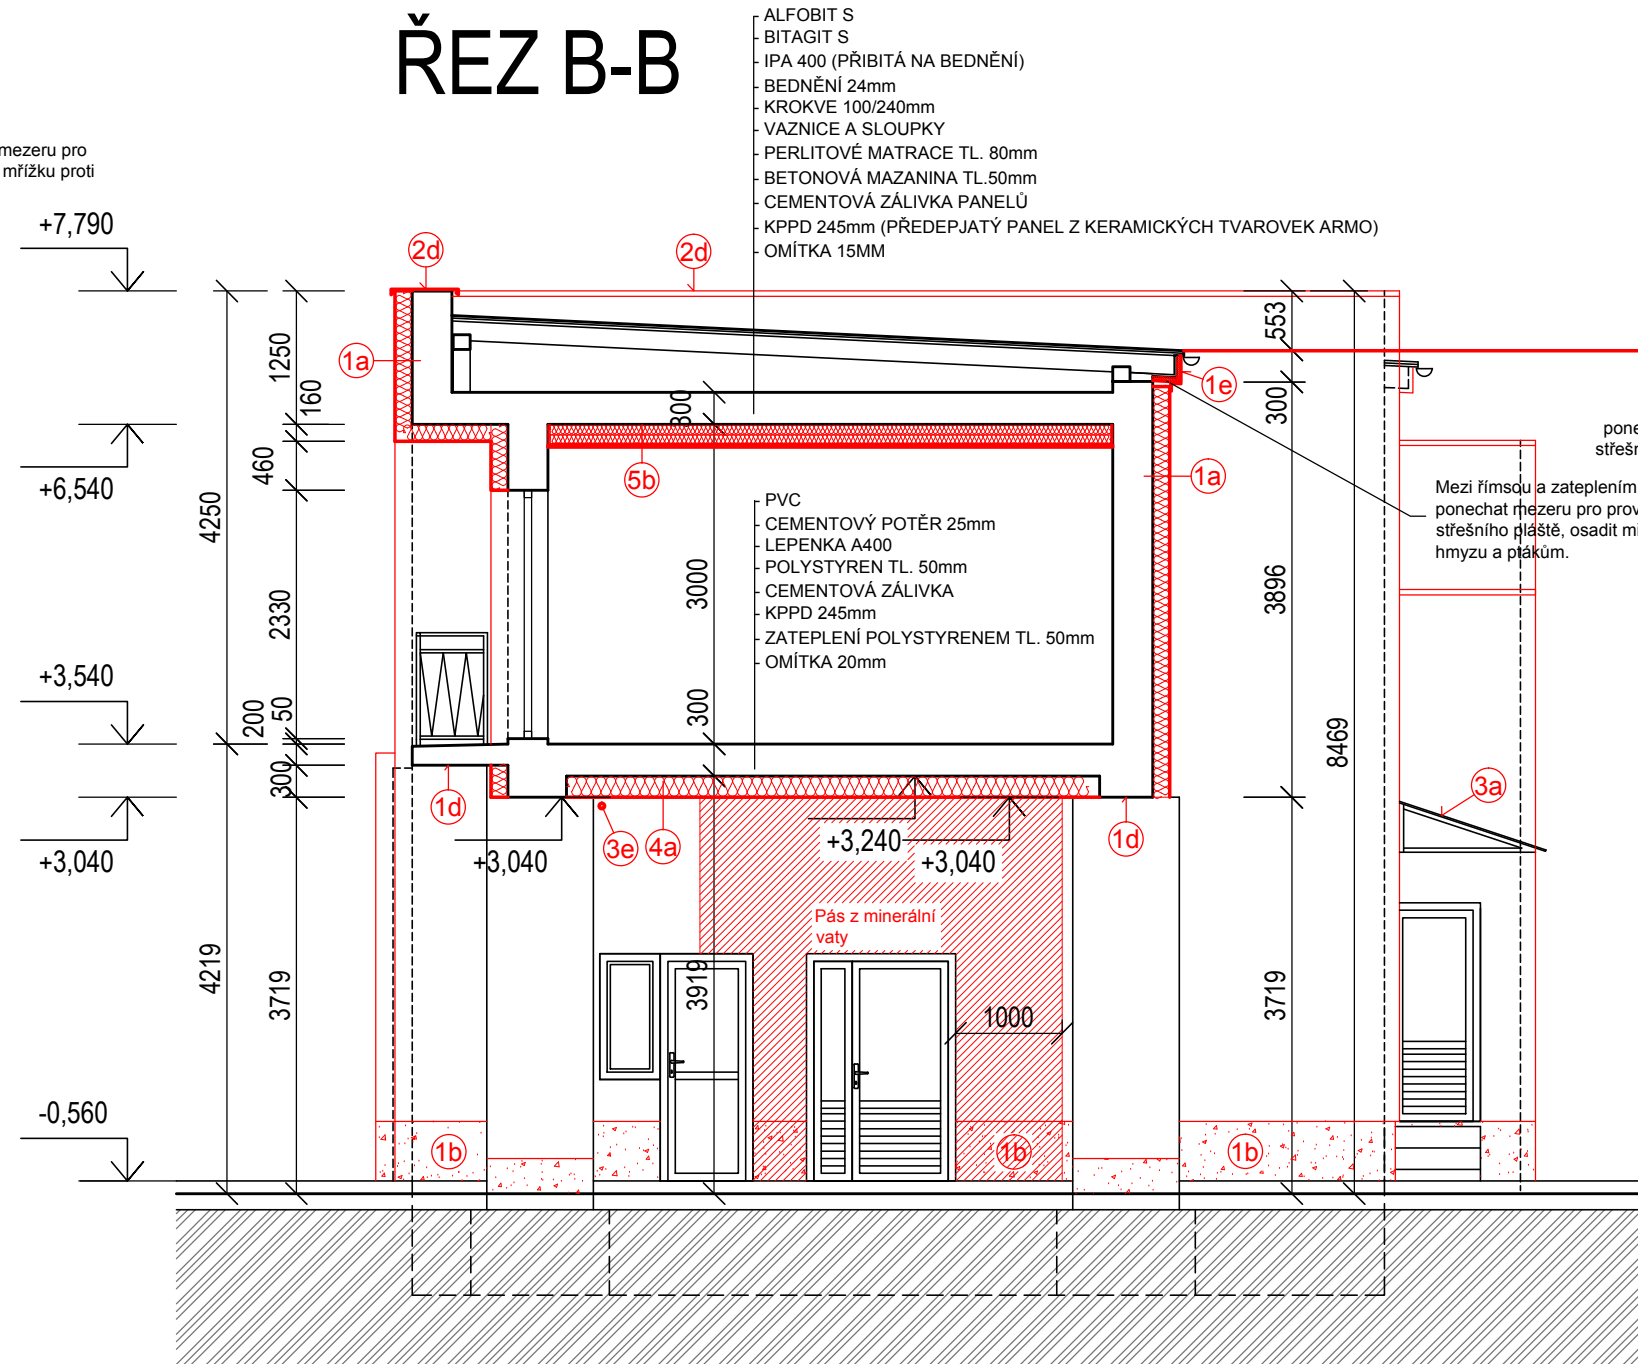 ŘEZ B-B
ALFOBIT S
BITAGIT S
IPA 400 (PŘIBITÁ NA BEDNĚNÍ)
BEDNĚNÍ 24mm
KROKVE 100/240mm
VAZNICE A SLOUPKY
PERLITOVÉ MATRACE TL. 80mm
BETONOVÁ MAZANINA TL.50mm
CEMENTOVÁ ZÁLIVKA PANELŮ
KPPD 245mm (PŘEDEPJATÝ PANEL Z KERAMICKÝCH TVAROVEK ARMO)
OMÍTKA 15MM
mezeru pro
mřížku proti
+7,790
+6,540
+3,540
+3,040
-0,560
4250
4219
1250
160
460
2330
200
50
300
3719
2d
2d
1a
1e
1a
5b
300
3000
300
3919
PVC
CEMENTOVÝ POTĚR 25mm
LEPENKA A400
POLYSTYREN TL. 50mm
CEMENTOVÁ ZÁLIVKA
KPPD 245mm
ZATEPLENÍ POLYSTYRENEM TL. 50mm
OMÍTKA 20mm
553
300
3896
3719
8469
pone
střešn
Mezi římsou a zateplením
ponechat mezeru pro prov
střešního pláště, osadit mř
hmyzu a ptákům.
1d
3e
4a
1d
3a
+3,040
+3,240
+3,040
Pás z minerální
vaty
1000
1b
1b
1b